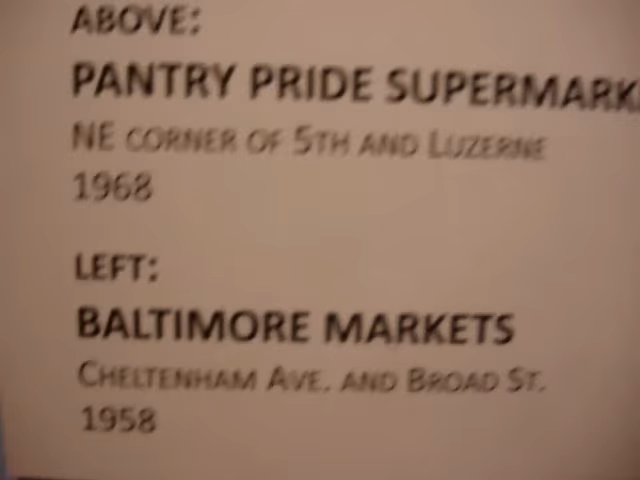 ABOVE:
PANTRY PRIDE SUPERMARK
NE CORNER OF 5TH AND LUZERNE
1968
LEFT:
BALTIMORE MARKETS
CHELTENHAM AVE. AND BROAD ST.
1958